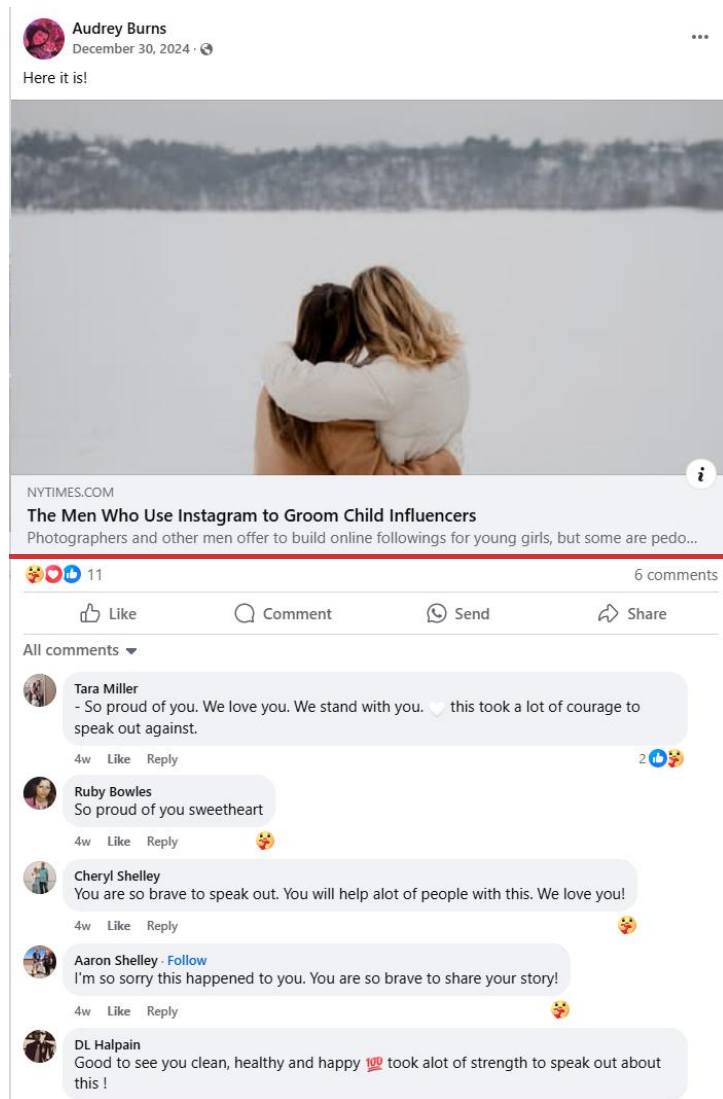 Audrey Burns
December 30, 2024 ·
Here it is!
NYTIMES.COM
The Men Who Use Instagram to Groom Child Influencers
Photographers and other men offer to build online followings for young girls, but some are pedo...
11
6 comments
Like
Comment
Send
Share
All comments
Tara Miller
- So proud of you. We love you. We stand with you. 🤍 this took a lot of courage to
speak out against.
4w Like Reply
2
Ruby Bowles
So proud of you sweetheart
4w Like Reply
Cheryl Shelley
You are so brave to speak out. You will help alot of people with this. We love you!
4w Like Reply
Aaron Shelley · Follow
I'm so sorry this happened to you. You are so brave to share your story!
4w Like Reply
DL Halpain
Good to see you clean, healthy and happy 💯 took alot of strength to speak out about
this !